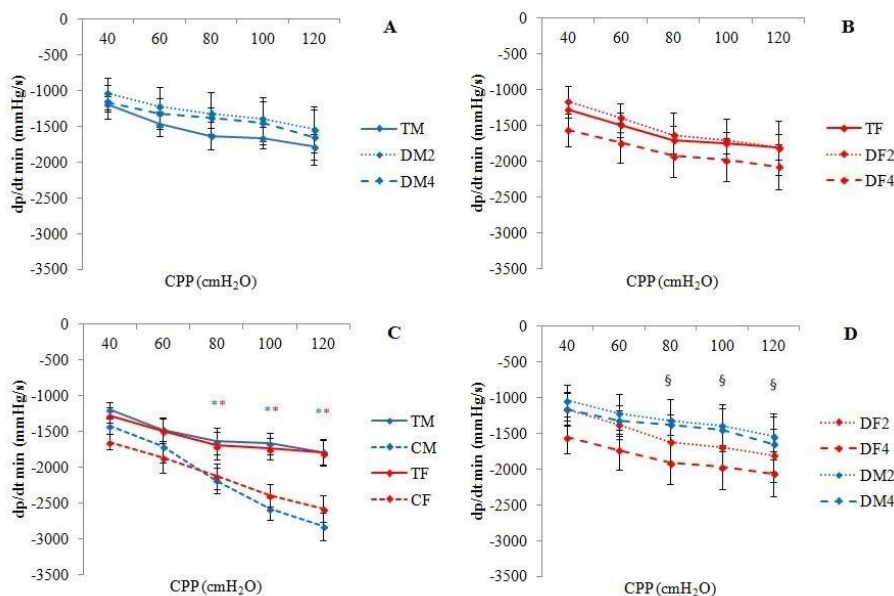 A
0
-500
-1000
-1500
-2000
-2500
-3000
-3500
40 60 80 100 120
dp/dt min (mmHg/s)
CPP (cmH₂O)
TM
DM2
DM4
B
0
-500
-1000
-1500
-2000
-2500
-3000
-3500
40 60 80 100 120
dp/dt min (mmHg/s)
CPP (cmH₂O)
TF
DF2
DF4
C
0
-500
-1000
-1500
-2000
-2500
-3000
-3500
40 60 80 100 120
** ** **
dp/dt min (mmHg/s)
CPP (cmH₂O)
TM
CM
TF
CF
D
0
-500
-1000
-1500
-2000
-2500
-3000
-3500
40 60 80 100 120
§ § §
dp/dt min (mmHg/s)
CPP (cmH₂O)
DF2
DF4
DM2
DM4